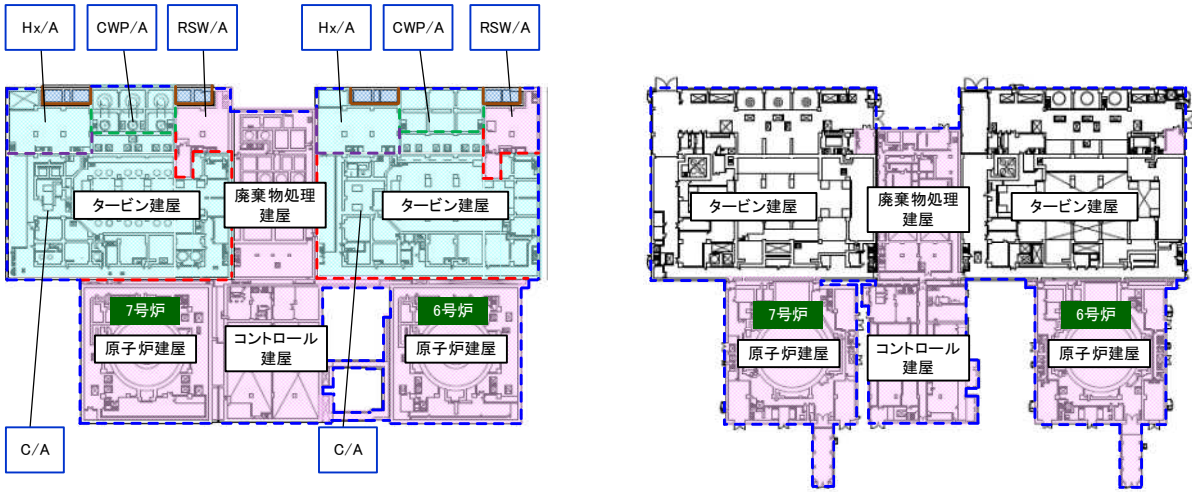 Hx/A
CWP/A
RSW/A
Hx/A
CWP/A
RSW/A
タービン建屋
廃棄物処理
建屋
タービン建屋
7号炉
原子炉建屋
コントロール
建屋
6号炉
原子炉建屋
C/A
C/A
タービン建屋
廃棄物処理
建屋
タービン建屋
7号炉
原子炉建屋
コントロール
建屋
6号炉
原子炉建屋